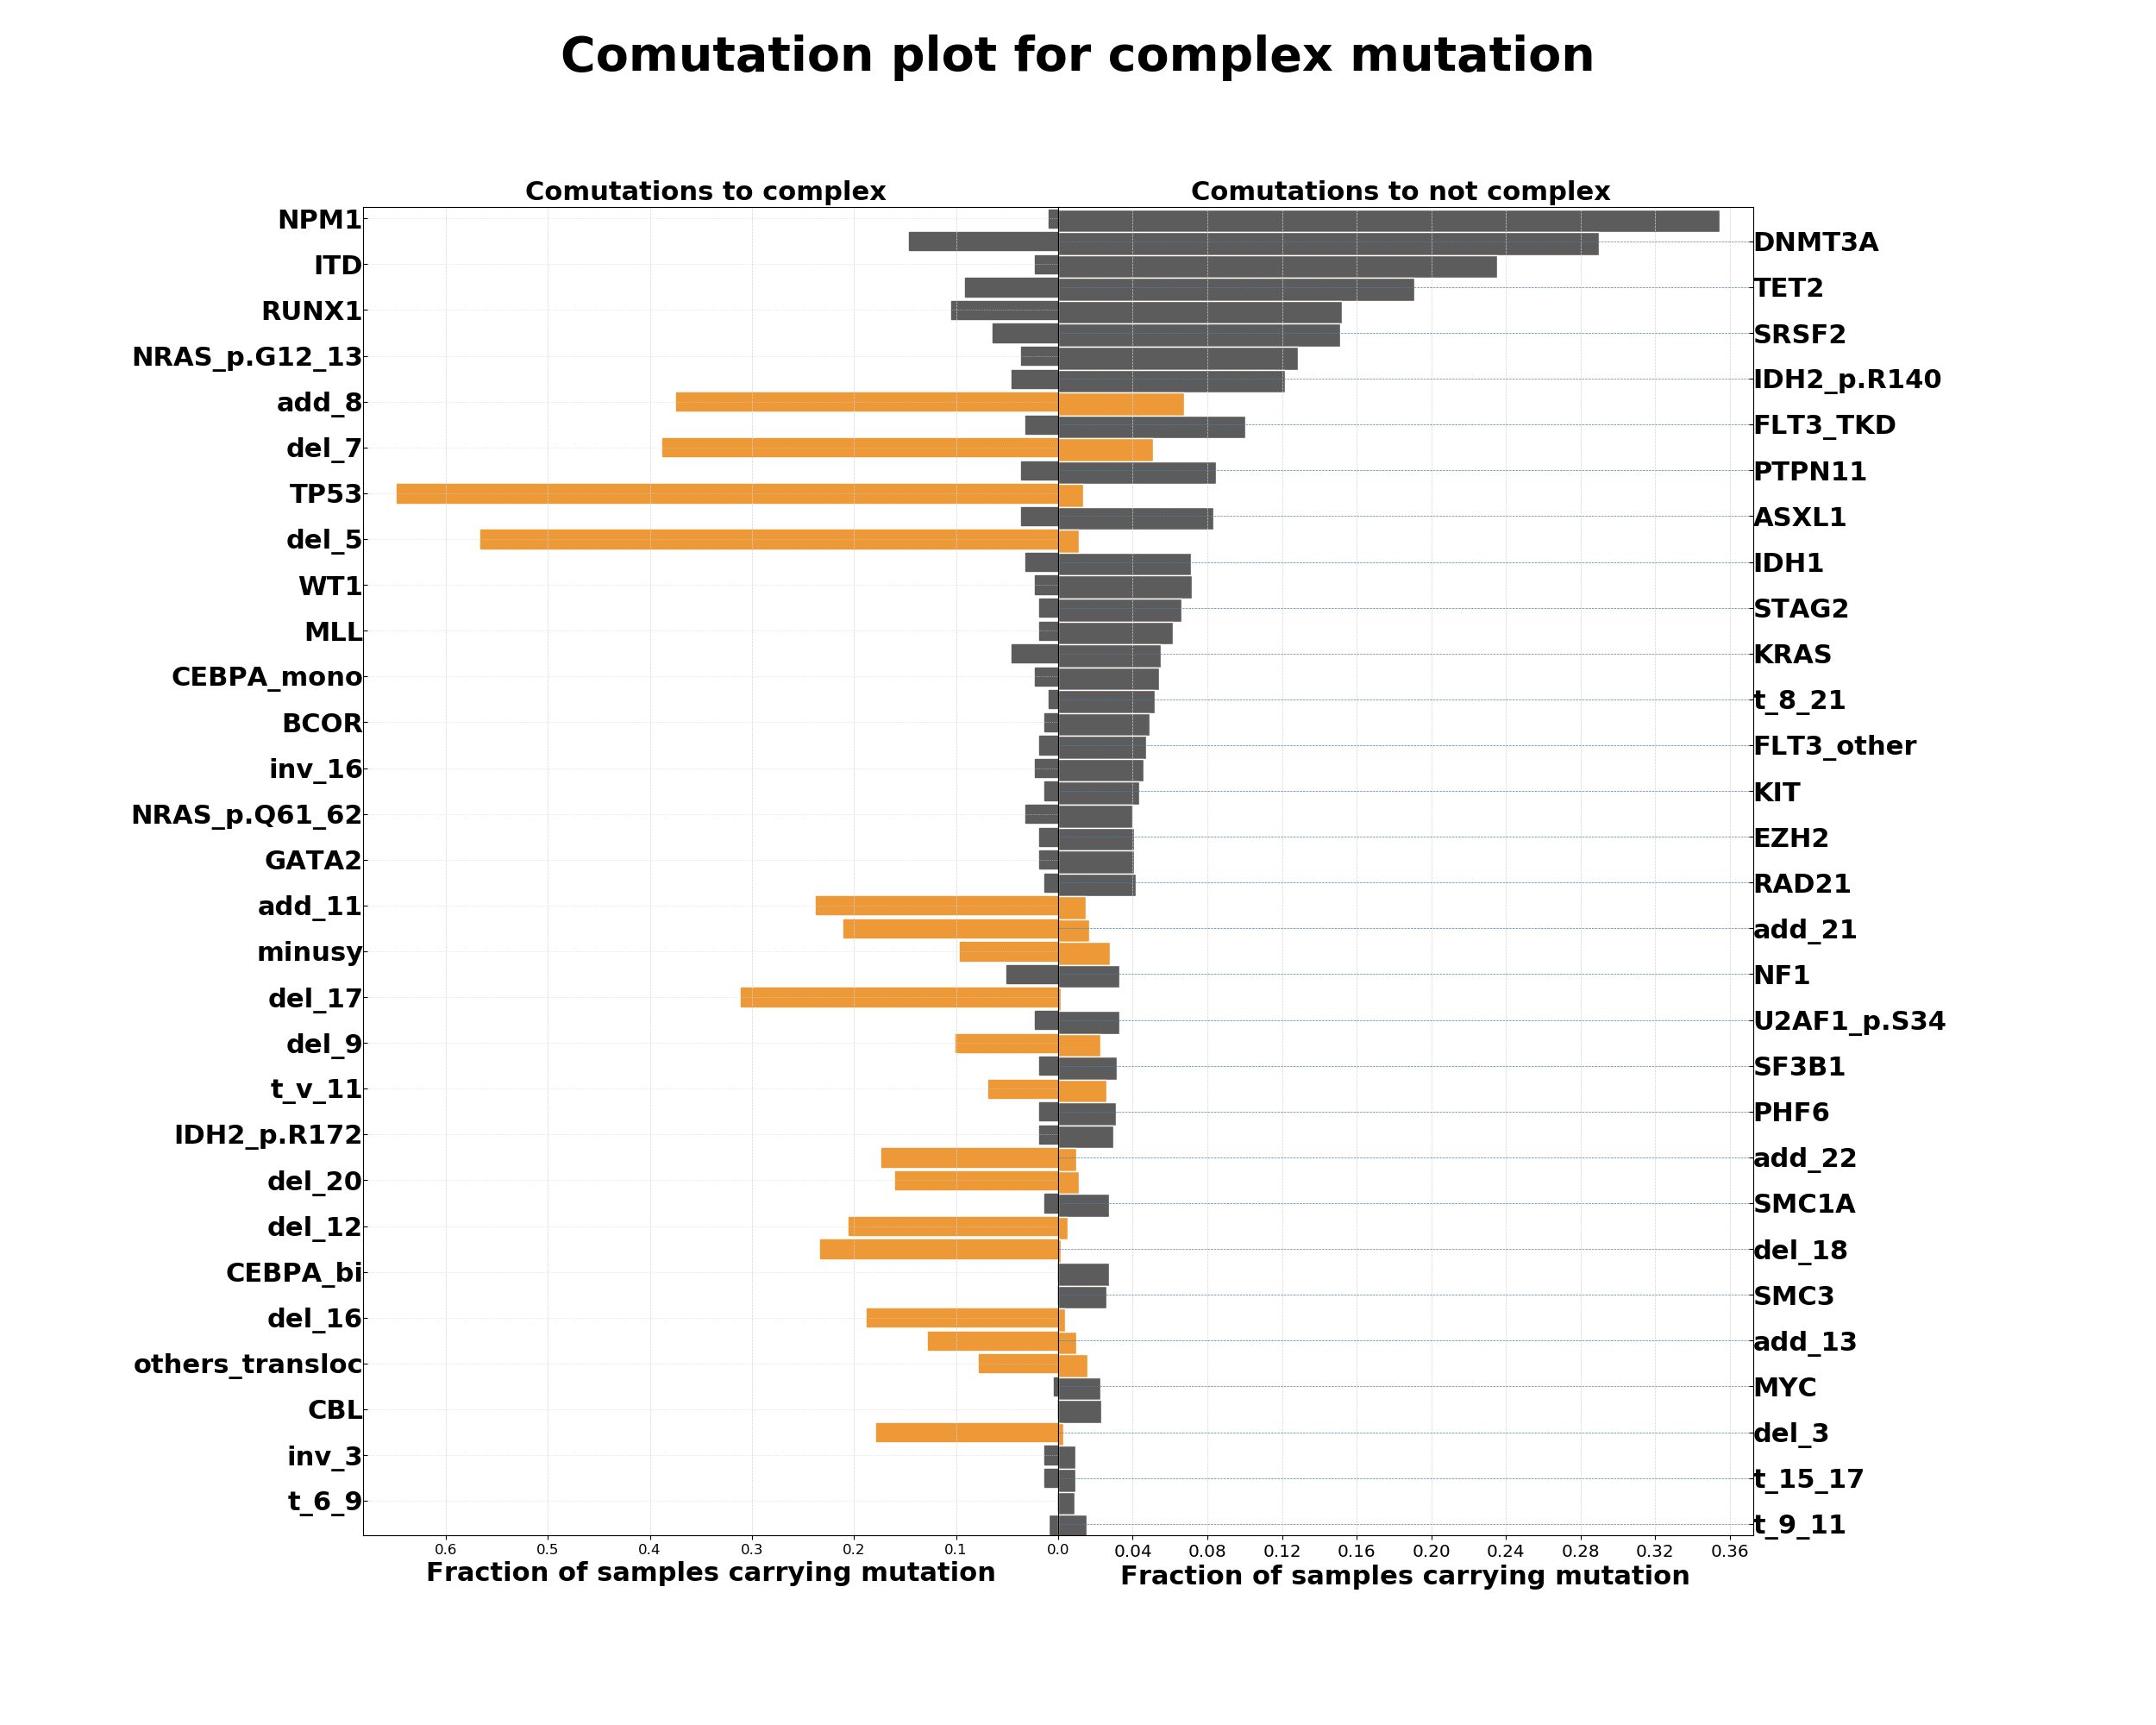 Comutation plot for complex mutation
Comutations to complex
Comutations to not complex
NPM1
DNMT3A
ITD
TET2
RUNX1
SRSF2
NRAS_p.G12_13
IDH2_p.R140
add_8
FLT3_TKD
del_7
PTPN11
TP53
ASXL1
del_5
IDH1
WT1
STAG2
MLL
KRAS
CEBPA_mono
t_8_21
BCOR
FLT3_other
inv_16
KIT
NRAS_p.Q61_62
EZH2
GATA2
RAD21
add_11
add_21
minusy
NF1
del_17
U2AF1_p.S34
del_9
SF3B1
t_v_11
PHF6
IDH2_p.R172
add_22
del_20
SMC1A
del_12
del_18
CEBPA_bi
SMC3
del_16
add_13
others_transloc
MYC
CBL
del_3
inv_3
t_15_17
t_6_9
t_9_11
0.6 0.5 0.4 0.3 0.2 0.1 0.0 0.04 0.08 0.12 0.16 0.20 0.24 0.28 0.32 0.36
Fraction of samples carrying mutation
Fraction of samples carrying mutation